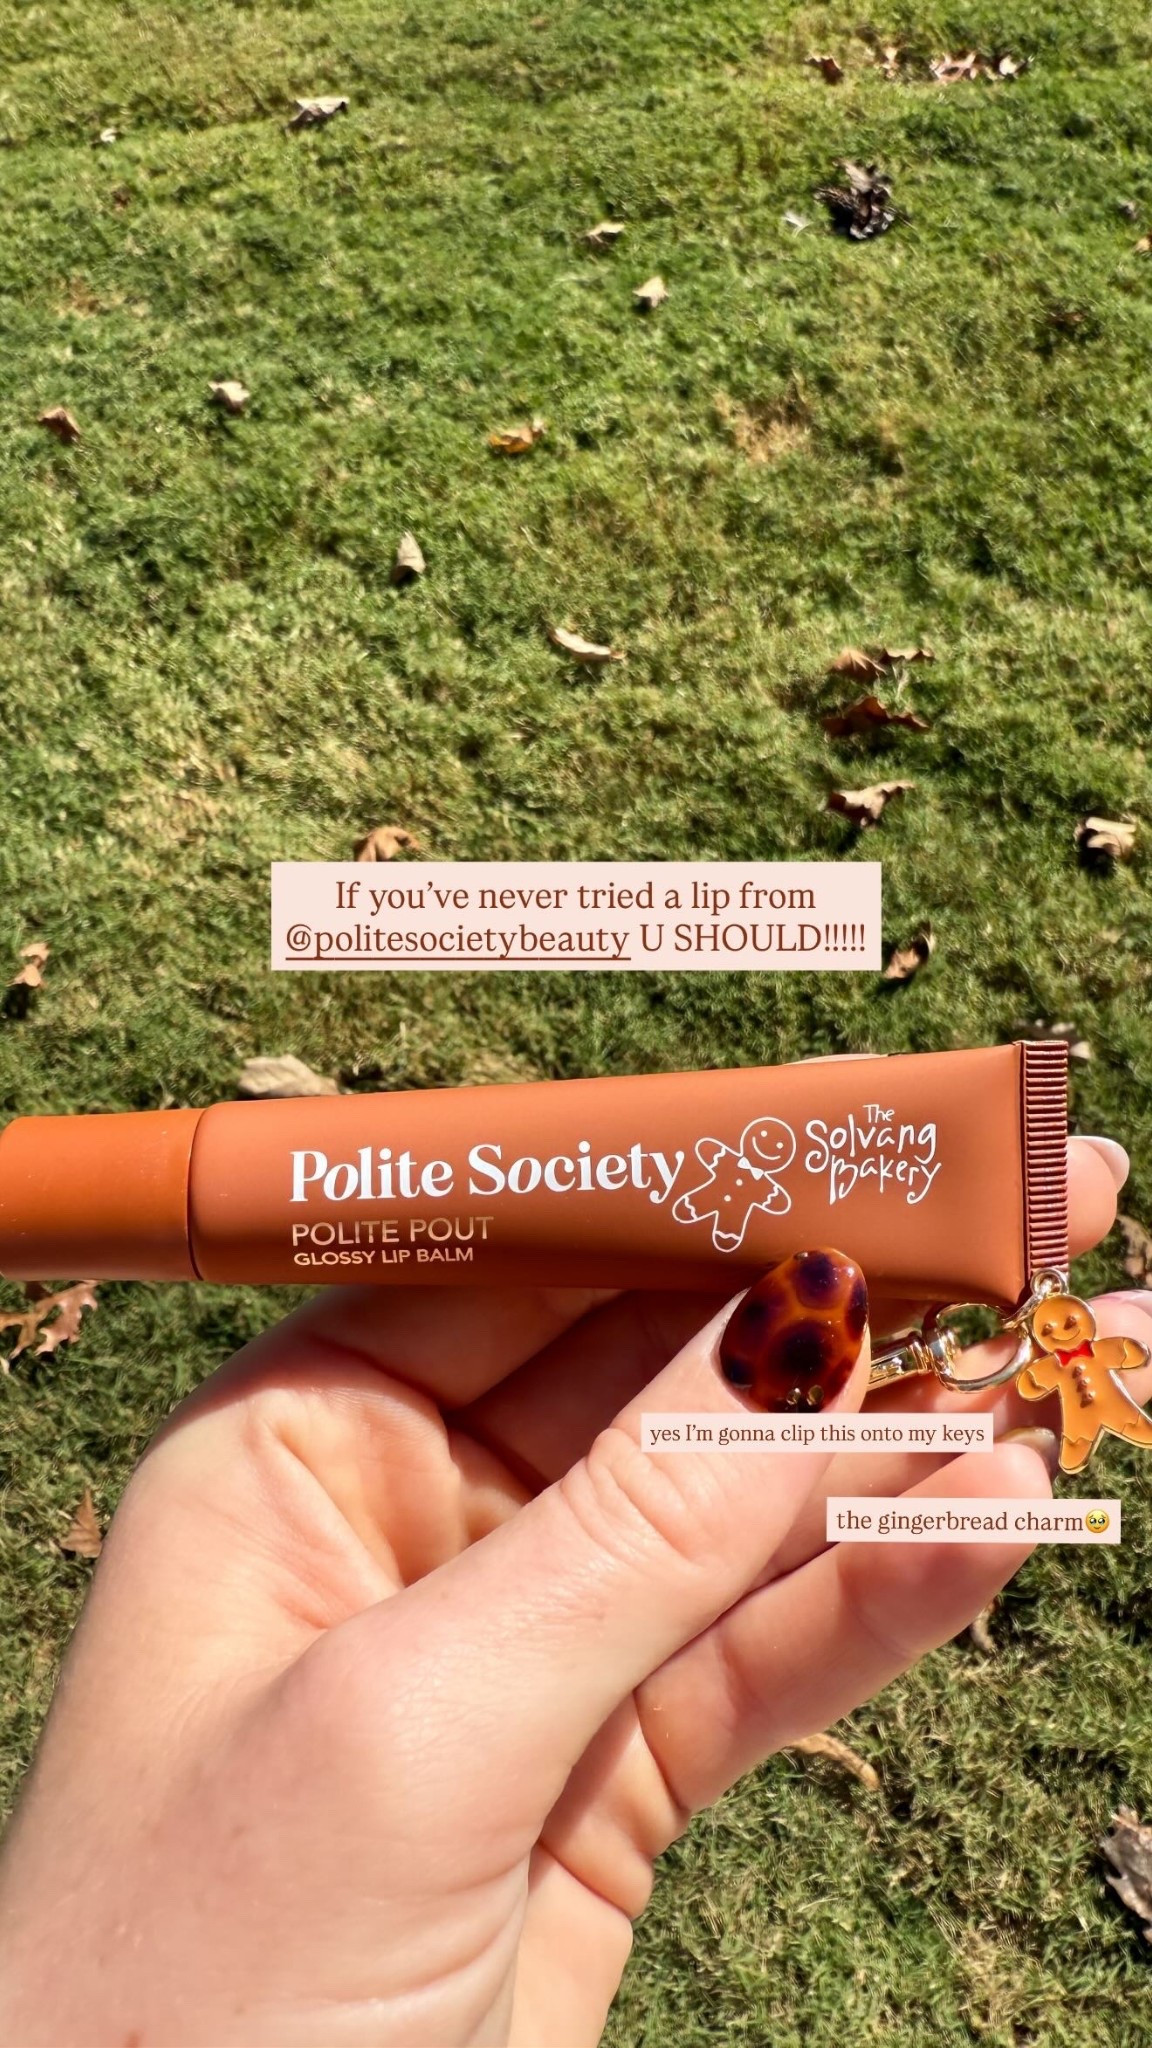 If you’ve never tried a lip from
@politesocietybeauty U SHOULD!!!!!
Polite Society
POLITE POUT
GLOSSY LIP BALM
The
Solvang
Bakery
yes I’m gonna clip this onto my keys
the gingerbread charm🥹